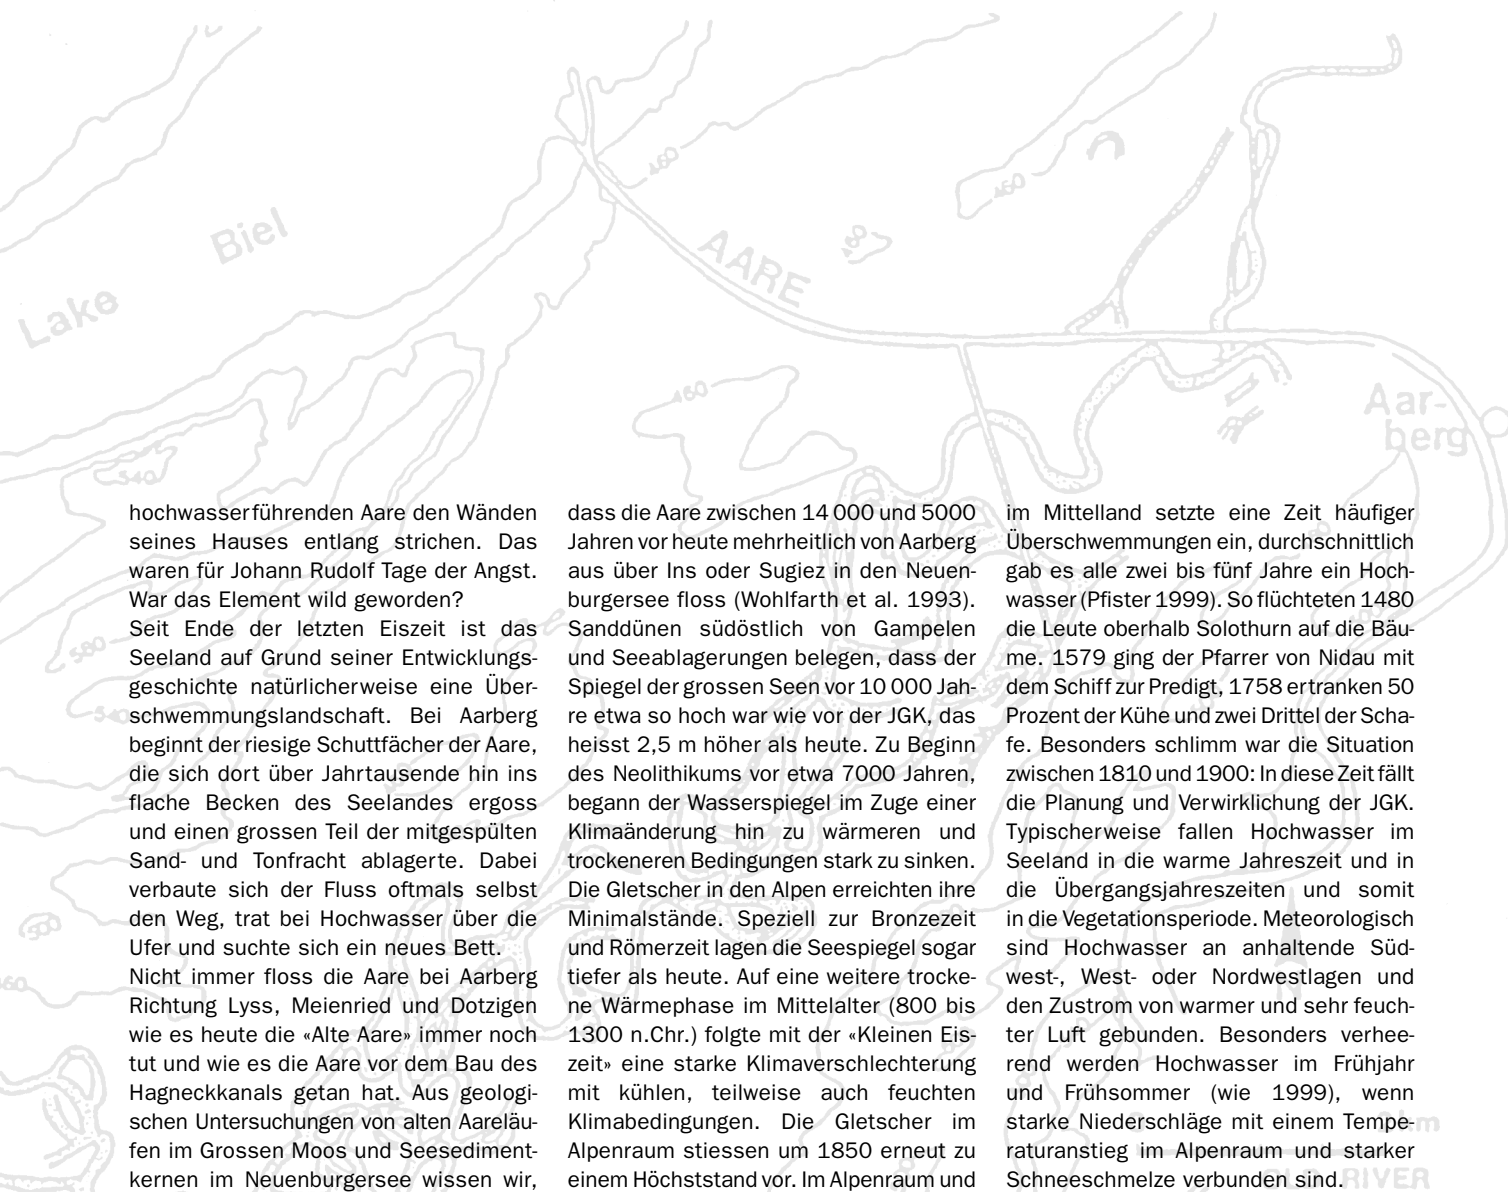 460
460
Biel
Lake
AARE
460
460
Aar-
berg
540
580
540
500
hochwasserführenden Aare den Wänden
seines Hauses entlang strichen. Das
waren für Johann Rudolf Tage der Angst.
War das Element wild geworden?
Seit Ende der letzten Eiszeit ist das
Seeland auf Grund seiner Entwicklungs-
geschichte natürlicherweise eine Über-
schwemmungslandschaft. Bei Aarberg
beginnt der riesige Schuttfächer der Aare,
die sich dort über Jahrtausende hin ins
flache Becken des Seelandes ergoss
und einen grossen Teil der mitgespülten
Sand- und Tonfracht ablagerte. Dabei
verbaute sich der Fluss oftmals selbst
den Weg, trat bei Hochwasser über die
Ufer und suchte sich ein neues Bett.
Nicht immer floss die Aare bei Aarberg
Richtung Lyss, Meienried und Dotzigen
wie es heute die «Alte Aare» immer noch
tut und wie es die Aare vor dem Bau des
Hagneckkanals getan hat. Aus geologi-
schen Untersuchungen von alten Aareläu-
fen im Grossen Moos und Seesediment-
kernen im Neuenburgersee wissen wir,
dass die Aare zwischen 14 000 und 5000
Jahren vor heute mehrheitlich von Aarberg
aus über Ins oder Sugiez in den Neuen-
burgersee floss (Wohlfarth et al. 1993).
Sanddünen südöstlich von Gampelen
und Seeablagerungen belegen, dass der
Spiegel der grossen Seen vor 10 000 Jah-
re etwa so hoch war wie vor der JGK, das
heisst 2,5 m höher als heute. Zu Beginn
des Neolithikums vor etwa 7000 Jahren,
begann der Wasserspiegel im Zuge einer
Klimaänderung hin zu wärmeren und
trockeneren Bedingungen stark zu sinken.
Die Gletscher in den Alpen erreichten ihre
Minimalstände. Speziell zur Bronzezeit
und Römerzeit lagen die Seespiegel sogar
tiefer als heute. Auf eine weitere trocke-
ne Wärmephase im Mittelalter (800 bis
1300 n.Chr.) folgte mit der «Kleinen Eis-
zeit» eine starke Klimaverschlechterung
mit kühlen, teilweise auch feuchten
Klimabedingungen. Die Gletscher im
Alpenraum stiessen um 1850 erneut zu
einem Höchststand vor. Im Alpenraum und
im Mittelland setzte eine Zeit häufiger
Überschwemmungen ein, durchschnittlich
gab es alle zwei bis fünf Jahre ein Hoch-
wasser (Pfister 1999). So flüchteten 1480
die Leute oberhalb Solothurn auf die Bäu-
me. 1579 ging der Pfarrer von Nidau mit
dem Schiff zur Predigt, 1758 ertranken 50
Prozent der Kühe und zwei Drittel der Scha-
fe. Besonders schlimm war die Situation
zwischen 1810 und 1900: In diese Zeit fällt
die Planung und Verwirklichung der JGK.
Typischerweise fallen Hochwasser im
Seeland in die warme Jahreszeit und in
die Übergangsjahreszeiten und somit
in die Vegetationsperiode. Meteorologisch
sind Hochwasser an anhaltende Süd-
west-, West- oder Nordwestlagen und
den Zustrom von warmer und sehr feuch-
ter Luft gebunden. Besonders verhee-
rend werden Hochwasser im Frühjahr
und Frühsommer (wie 1999), wenn
starke Niederschläge mit einem Tempe-
raturanstieg im Alpenraum und starker
Schneeschmelze verbunden sind.
RIVER